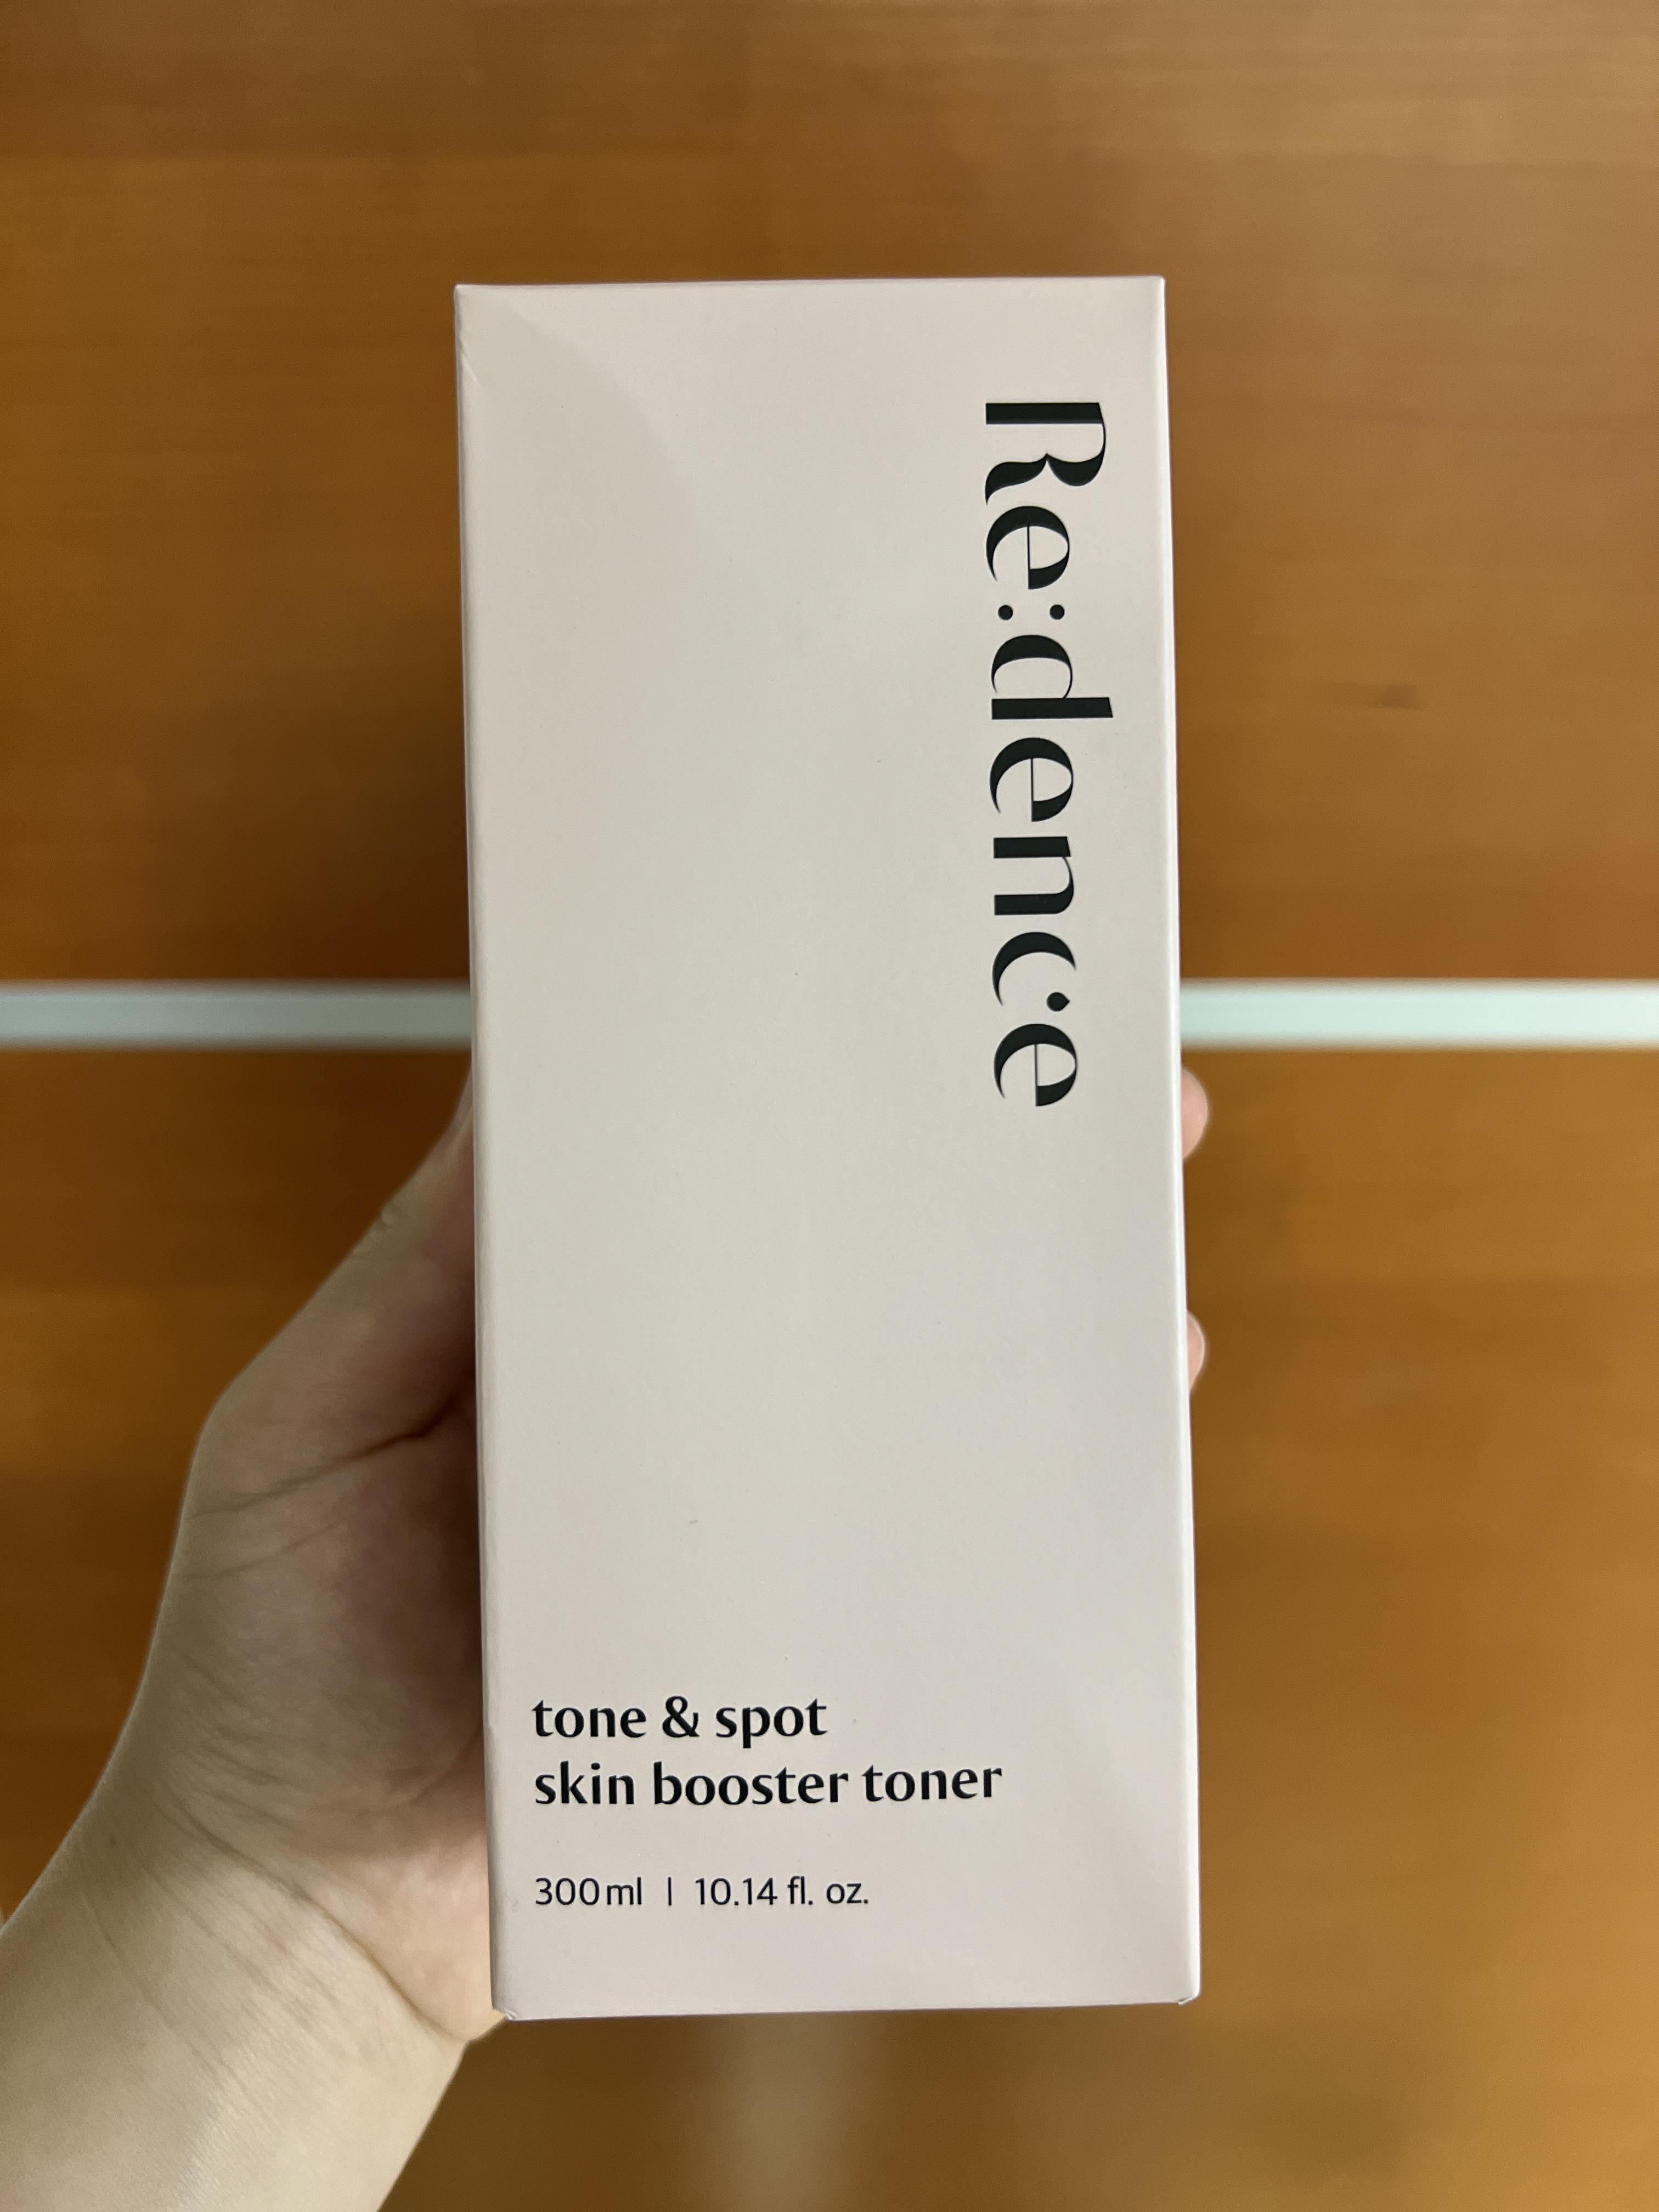 Re:dence
tone & spot
skin booster toner
300ml | 10.14 fl. oz.